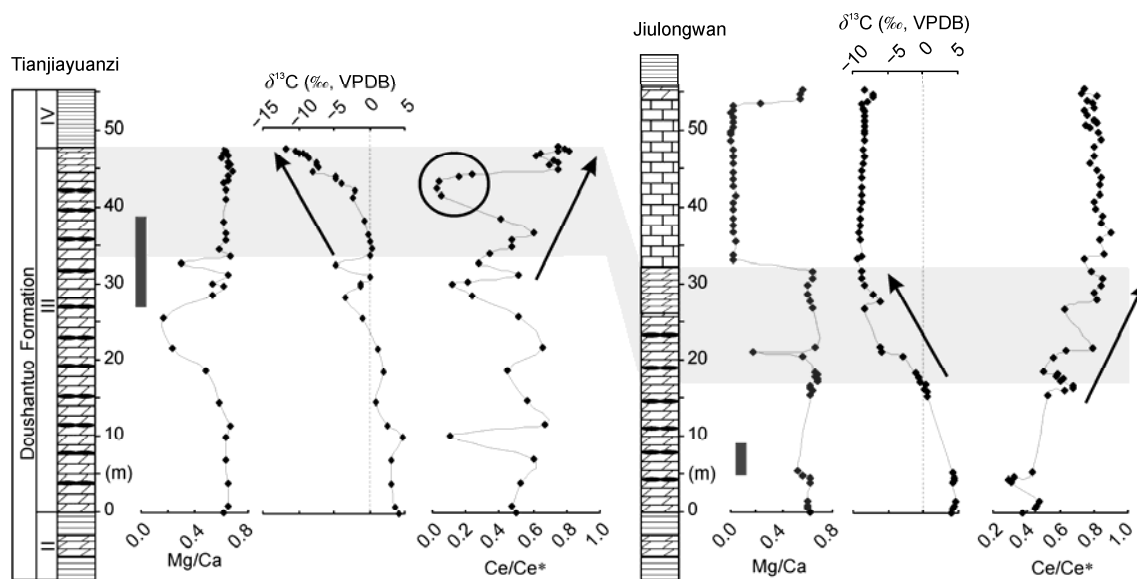 Tianjiayuanzi
Jiulongwan
δ¹³C (‰, VPDB)
−15 −10 −5 0 5
δ¹³C (‰, VPDB)
−10 −5 0 5
Doushantuo Formation
IV
III
II
50
40
30
20
10
(m)
0
0.0 0.4 0.8
Mg/Ca
0.0 0.2 0.4 0.6 0.8 1.0
Ce/Ce*
50
40
30
20
10
(m)
0
0.0 0.4 0.8
Mg/Ca
0.2 0.4 0.6 0.8 1.0
Ce/Ce*